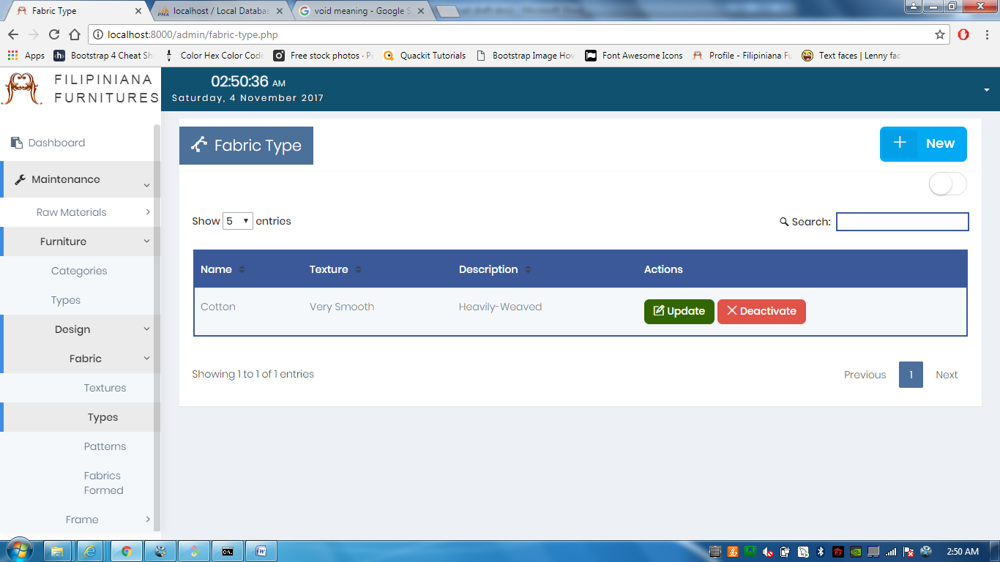 Fabric Type
localhost / Local Databas
void meaning - Google S
localhost:8000/admin/fabric-type.php
Apps
Bootstrap 4 Cheat Sh
Color Hex Color Code
Free stock photos · Pe
Quackit Tutorials
Bootstrap Image Hov
Font Awesome Icons
Profile - Filipiniana Fu
Text faces | Lenny fac
FILIPINIANA
FURNITURES
02:50:36 AM
Saturday, 4 November 2017
Dashboard
Maintenance
Raw Materials
Furniture
Categories
Types
Design
Fabric
Textures
Types
Patterns
Fabrics
Formed
Frame
Fabric Type
New
Show 5 entries
Search:
Name Texture Description Actions
Cotton Very Smooth Heavily-Weaved Update Deactivate
Showing 1 to 1 of 1 entries
Previous 1 Next
2:50 AM